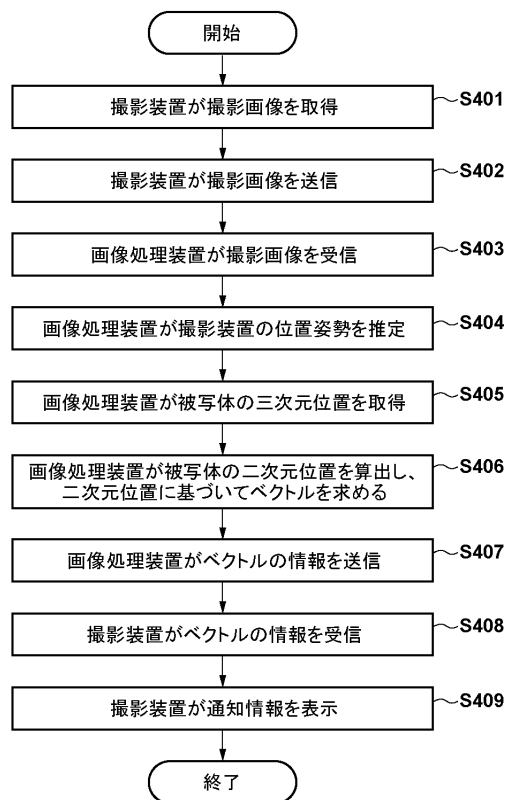 開始
撮影装置が撮影画像を取得
S401
撮影装置が撮影画像を送信
S402
画像処理装置が撮影画像を受信
S403
画像処理装置が撮影装置の位置姿勢を推定
S404
画像処理装置が被写体の三次元位置を取得
S405
画像処理装置が被写体の二次元位置を算出し、
二次元位置に基づいてベクトルを求める
S406
画像処理装置がベクトルの情報を送信
S407
撮影装置がベクトルの情報を受信
S408
撮影装置が通知情報を表示
S409
終了